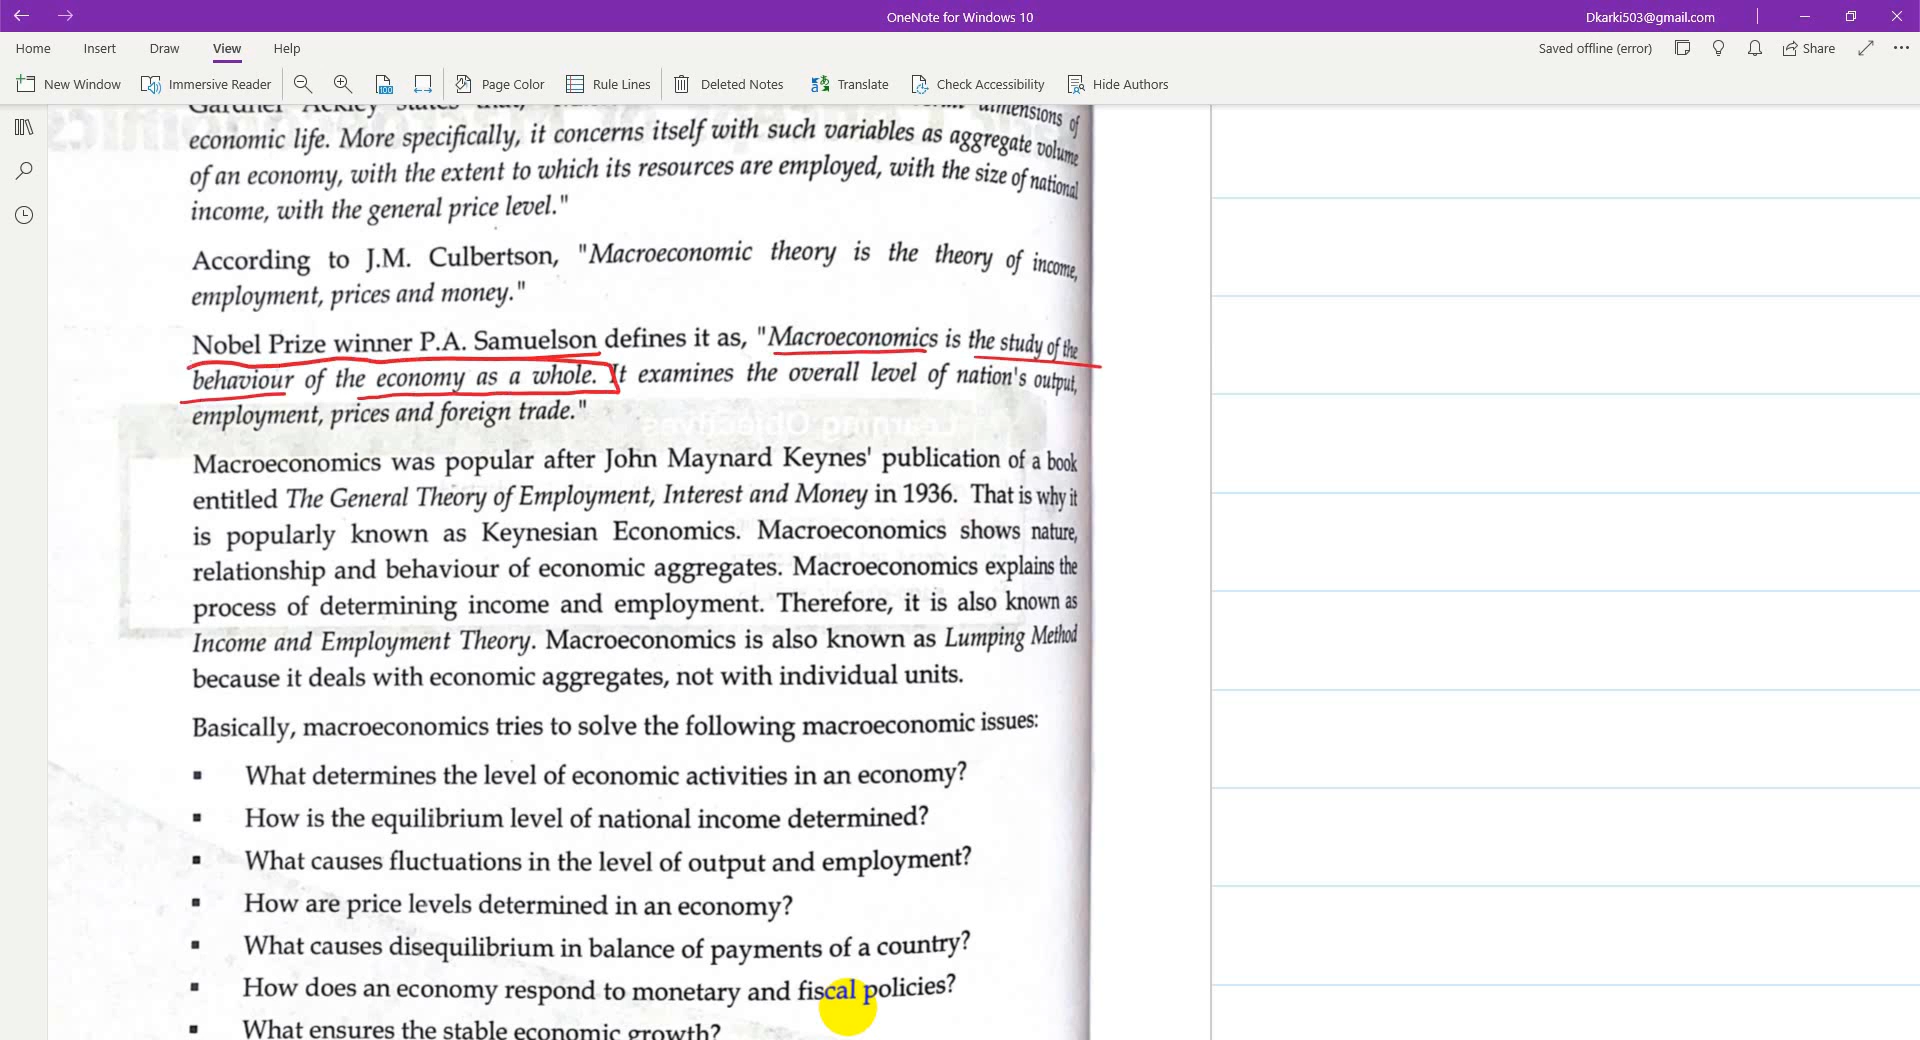 OneNote for Windows 10
Dkarki503@gmail.com
Home Insert Draw View Help
Saved offline (error) Share
New Window Immersive Reader Page Color Rule Lines Deleted Notes Translate Check Accessibility Hide Authors
Gardner Ackley states that, dimensions of
economic life. More specifically, it concerns itself with such variables as aggregate volume
of an economy, with the extent to which its resources are employed, with the size of national
income, with the general price level."
According to J.M. Culbertson, "Macroeconomic theory is the theory of income,
employment, prices and money."
Nobel Prize winner P.A. Samuelson defines it as, "Macroeconomics is the study of the
behaviour of the economy as a whole. It examines the overall level of nation's output,
employment, prices and foreign trade."
Macroeconomics was popular after John Maynard Keynes' publication of a book
entitled The General Theory of Employment, Interest and Money in 1936. That is why it
is popularly known as Keynesian Economics. Macroeconomics shows nature,
relationship and behaviour of economic aggregates. Macroeconomics explains the
process of determining income and employment. Therefore, it is also known as
Income and Employment Theory. Macroeconomics is also known as Lumping Method
because it deals with economic aggregates, not with individual units.
Basically, macroeconomics tries to solve the following macroeconomic issues:
▪ What determines the level of economic activities in an economy?
▪ How is the equilibrium level of national income determined?
▪ What causes fluctuations in the level of output and employment?
▪ How are price levels determined in an economy?
▪ What causes disequilibrium in balance of payments of a country?
▪ How does an economy respond to monetary and fiscal policies?
▪ What ensures the stable economic growth?